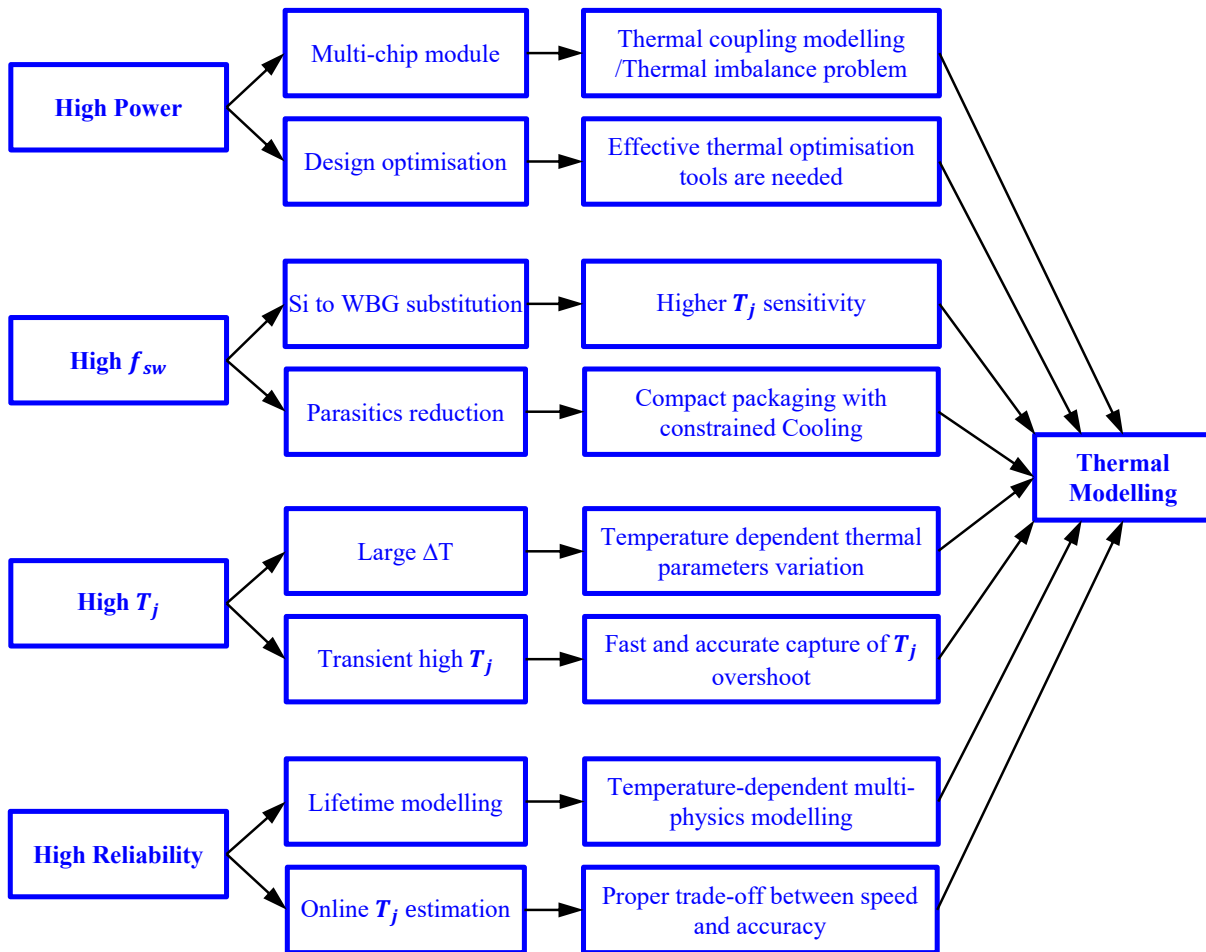 High Power
Multi-chip module
Thermal coupling modelling
/Thermal imbalance problem
Design optimisation
Effective thermal optimisation
tools are needed
High f_sw
Si to WBG substitution
Higher T_j sensitivity
Parasitics reduction
Compact packaging with
constrained Cooling
High T_j
Large ΔT
Temperature dependent thermal
parameters variation
Transient high T_j
Fast and accurate capture of T_j
overshoot
High Reliability
Lifetime modelling
Temperature-dependent multi-
physics modelling
Online T_j estimation
Proper trade-off between speed
and accuracy
Thermal
Modelling